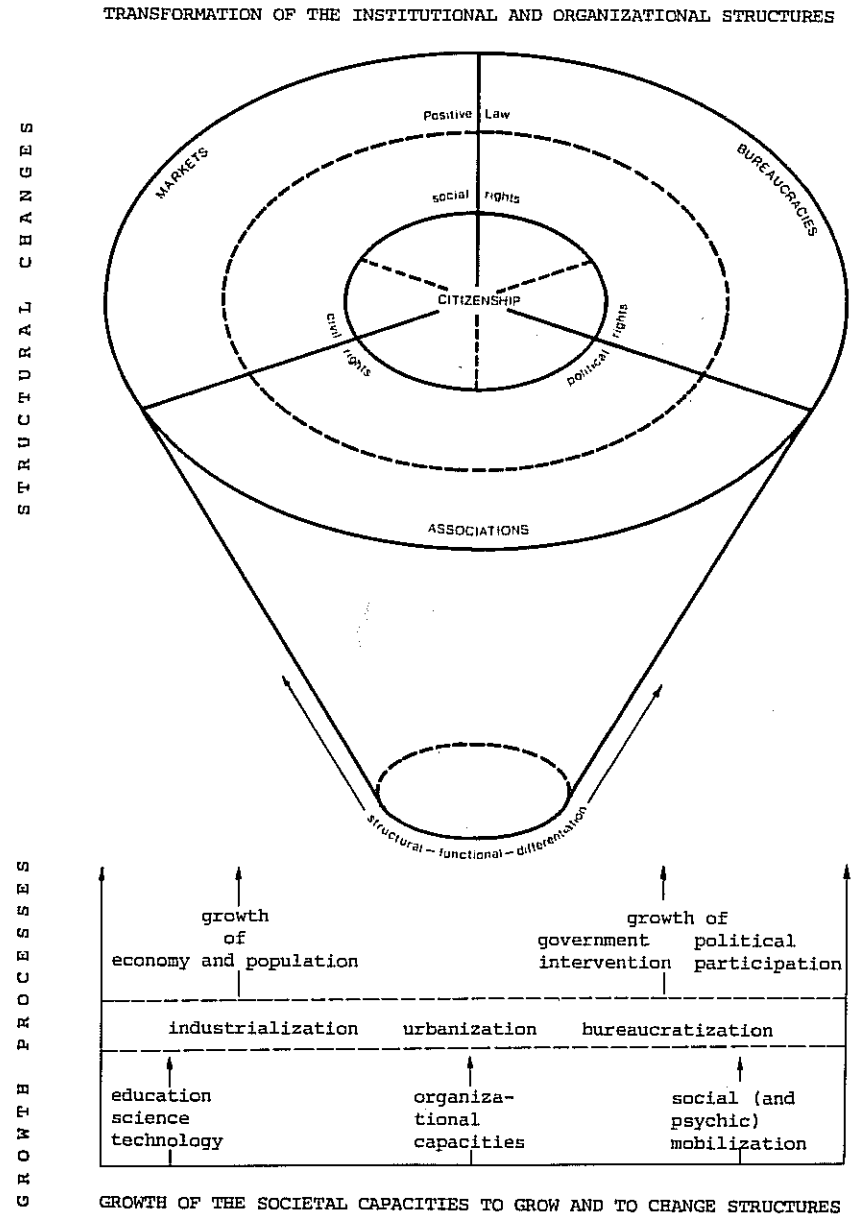 TRANSFORMATION OF THE INSTITUTIONAL AND ORGANIZATIONAL STRUCTURES
STRUCTURAL CHANGES
Positive Law
MARKETS
BUREAUCRACIES
social rights
CITIZENSHIP
civil rights
political rights
ASSOCIATIONS
structural - functional - differentiation
GROWTH PROCESSES
growth
of
economy and population
growth of
government political
intervention participation
industrialization urbanization bureaucratization
education
science
technology
organiza-
tional
capacities
social (and
psychic)
mobilization
GROWTH OF THE SOCIETAL CAPACITIES TO GROW AND TO CHANGE STRUCTURES